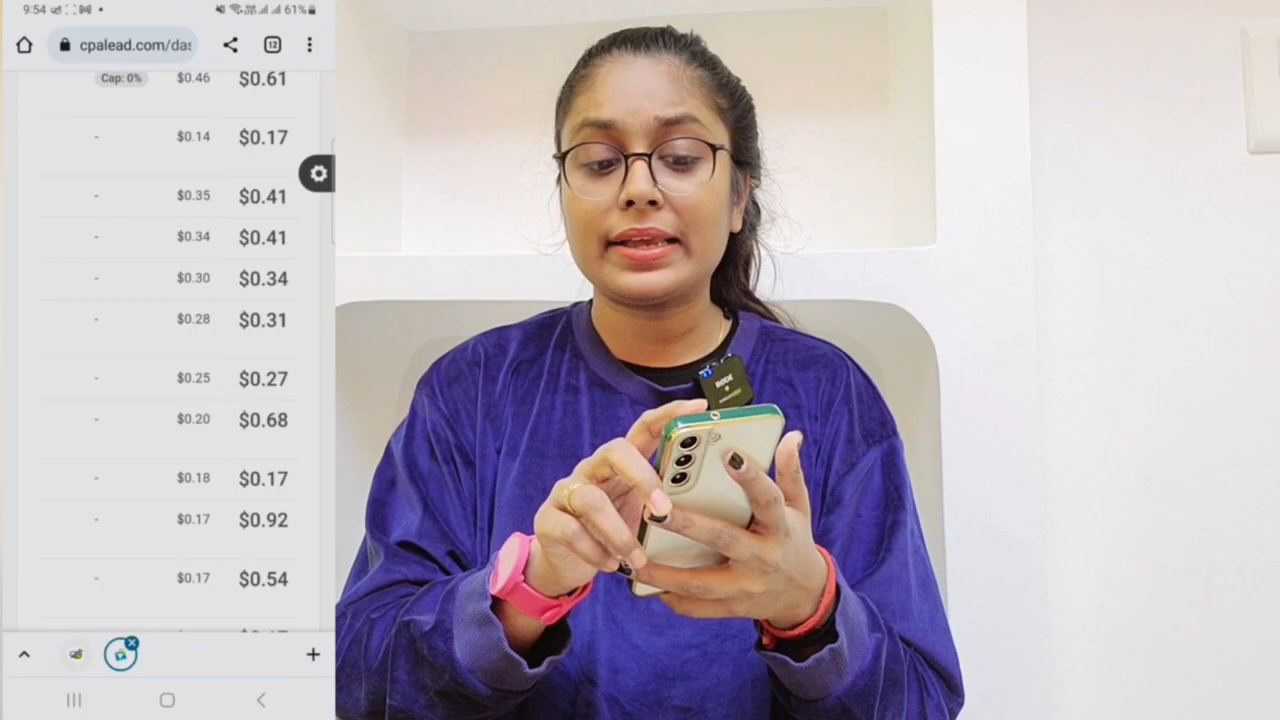 9:54 61%
cpalead.com/das 12
Cap: 0% $0.46 $0.61
- $0.14 $0.17
- $0.35 $0.41
- $0.34 $0.41
- $0.30 $0.34
- $0.28 $0.31
- $0.25 $0.27
- $0.20 $0.68
- $0.18 $0.17
- $0.17 $0.92
- $0.17 $0.54
RØDE